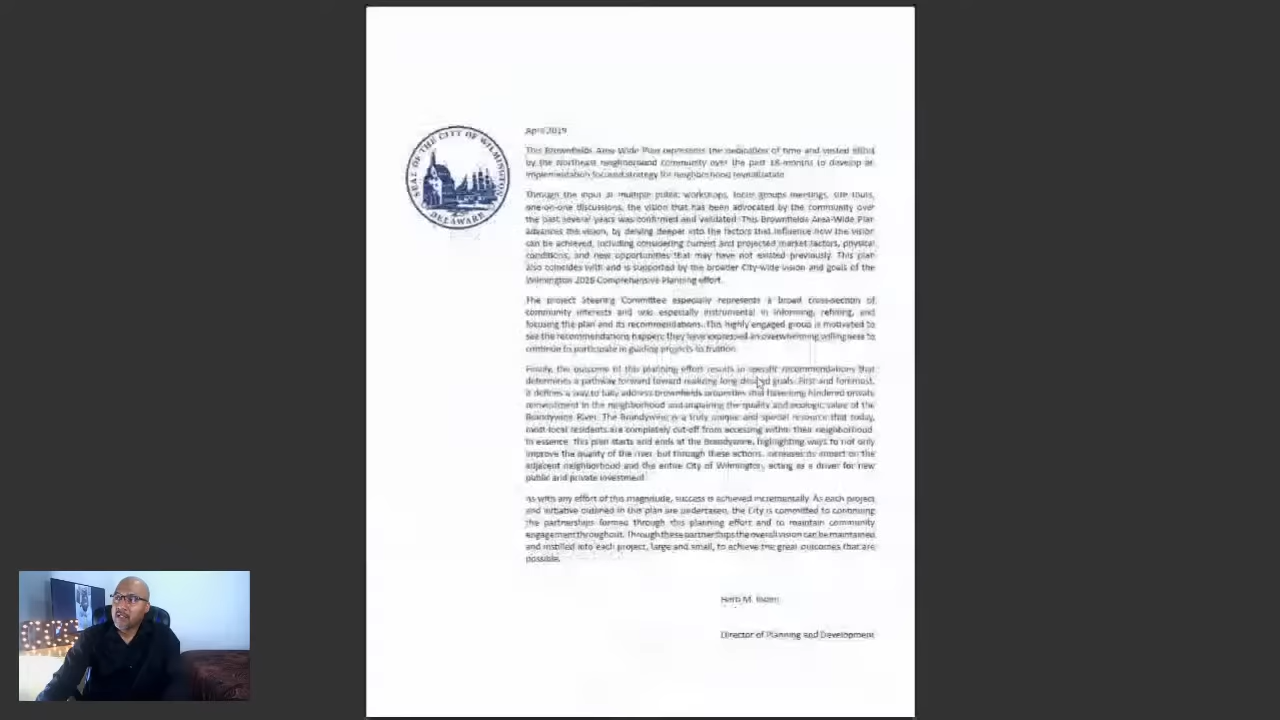 SEAL OF THE CITY OF WILMINGTON
DELAWARE
April 2019
This Brownfields Area-Wide Plan represents the dedication of time and vested effort
by the Northeast neighborhood community over the past 18 months to develop an
implementation focused strategy for neighborhood revitalization.
Through the input at multiple public workshops, focus groups meetings, site tours,
one-on-one discussions, the vision that has been advocated by the community over
the past several years was confirmed and validated. This Brownfields Area-Wide Plan
advances the vision, by delving deeper into the factors that influence how the vision
can be achieved, including considering current and projected market factors, physical
conditions, and new opportunities that may have not existed previously. This plan
also coincides with and is supported by the broader City-wide vision and goals of the
Wilmington 2028 Comprehensive Planning effort.
The project Steering Committee especially represents a broad cross-section of
community interests and was especially instrumental in informing, refining, and
focusing the plan and its recommendations. This highly engaged group is motivated to
see the recommendations happen; they have expressed an overwhelming willingness to
continue to participate in guiding projects to fruition.
Finally, the outcome of this planning effort results in specific recommendations that
determines a pathway forward toward realizing long desired goals. First and foremost,
it defines a way to fully address brownfields properties that have long hindered private
reinvestment in the neighborhood and impairing the quality and ecologic value of the
Brandywine River. The Brandywine is a truly unique and special resource that today,
most local residents are completely cut-off from accessing within their neighborhood.
In essence, this plan starts and ends at the Brandywine, highlighting ways to not only
improve the quality of the river, but through these actions, increases its impact on the
adjacent neighborhood and the entire City of Wilmington, acting as a driver for new
public and private investment.
As with any effort of this magnitude, success is achieved incrementally. As each project
and initiative outlined in this plan are undertaken, the City is committed to continuing
the partnerships formed through this planning effort and to maintain community
engagement throughout. Through these partnerships the overall vision can be maintained
and instilled into each project, large and small, to achieve the great outcomes that are
possible.
Herb M. Inden
Director of Planning and Development